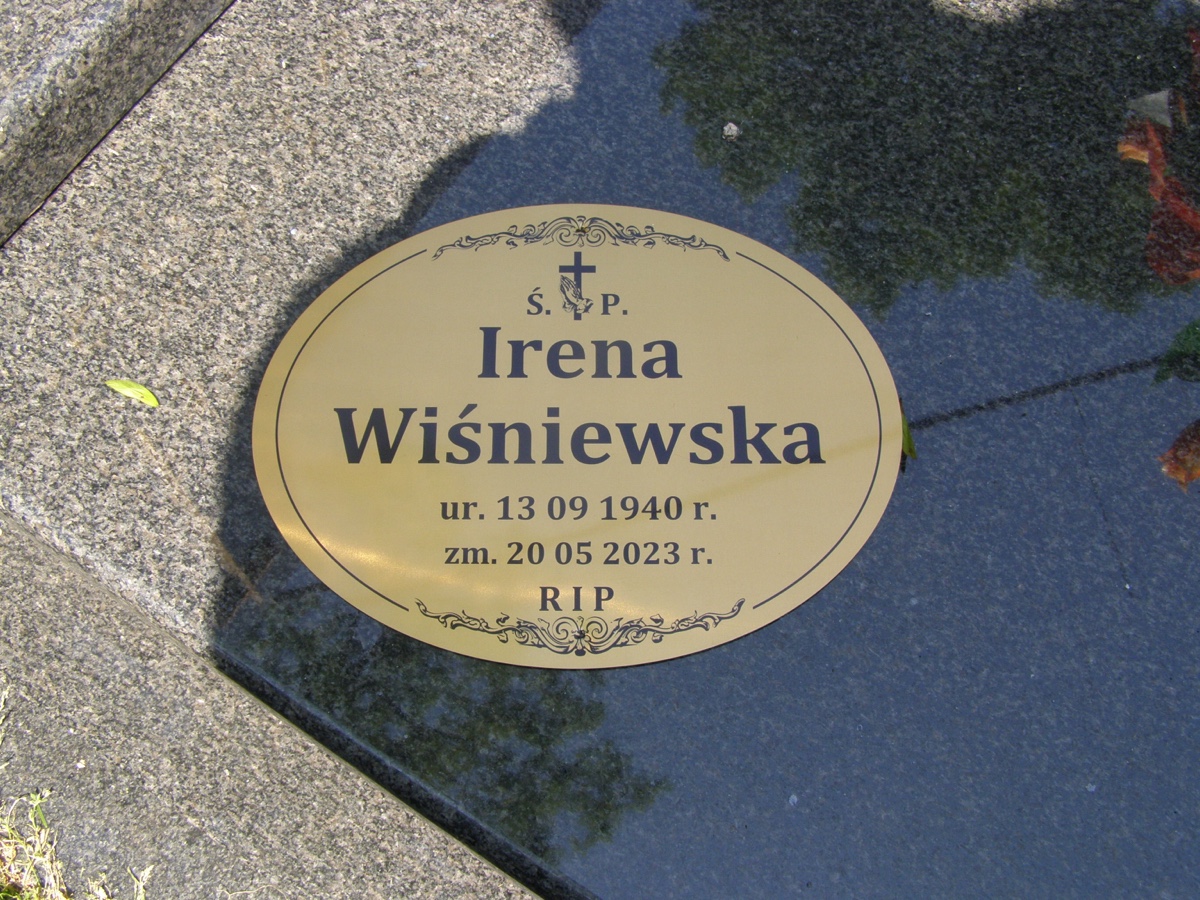 Ś. P.
Irena
Wiśniewska
ur. 13 09 1940 r.
zm. 20 05 2023 r.
RIP